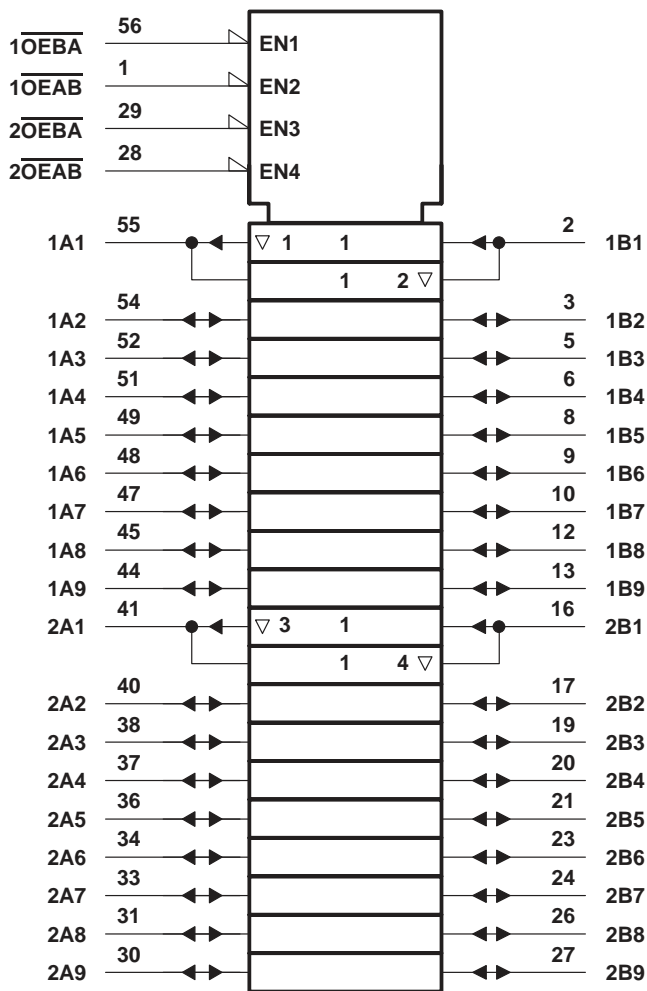 56
1OEBA EN1
1
1OEAB EN2
29
2OEBA EN3
28
2OEAB EN4
55 2
1A1 ▽ 1 1 1B1
1 2 ▽
54 3
1A2 1B2
52 5
1A3 1B3
51 6
1A4 1B4
49 8
1A5 1B5
48 9
1A6 1B6
47 10
1A7 1B7
45 12
1A8 1B8
44 13
1A9 1B9
41 16
2A1 ▽ 3 1 2B1
1 4 ▽
40 17
2A2 2B2
38 19
2A3 2B3
37 20
2A4 2B4
36 21
2A5 2B5
34 23
2A6 2B6
33 24
2A7 2B7
31 26
2A8 2B8
30 27
2A9 2B9